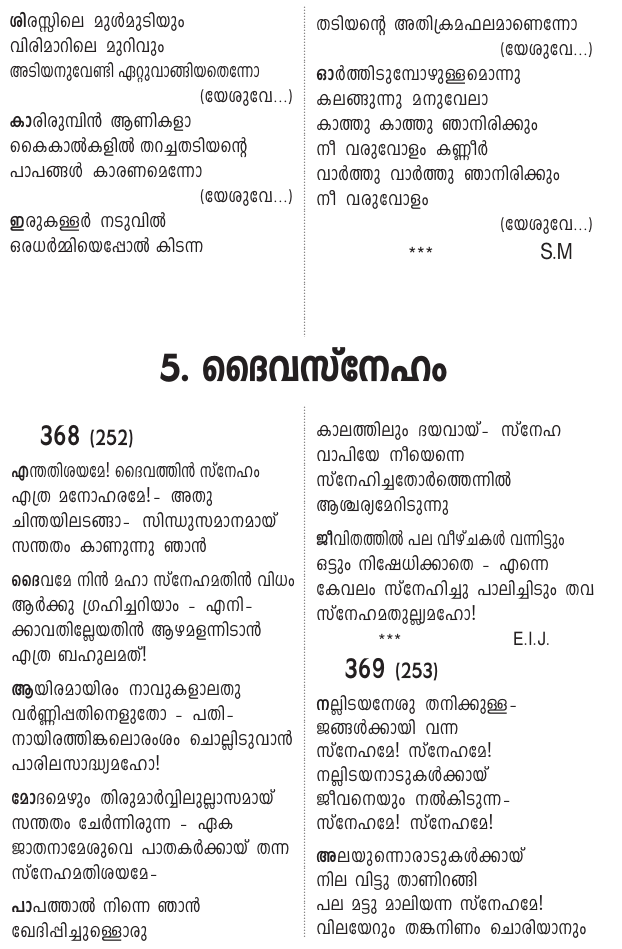 ശിരസ്സിലെ മുൾമുടിയും
വിരിമാറിലെ മുറിവും
അടിയനുവേണ്ടി ഏറ്റുവാങ്ങിയതെന്നോ
(യേശുവേ...)
കാരിരുമ്പിൻ ആണികളാ
കൈകാൽകളിൽ തറച്ചതടിയന്റെ
പാപങ്ങൾ കാരണമെന്നോ
(യേശുവേ...)
ഇരുകള്ളർ നടുവിൽ
ഒരധർമ്മിയെപ്പോൽ കിടന്ന
തടിയന്റെ അതിക്രമഫലമാണെന്നോ
(യേശുവേ...)
ഓർത്തിടുമ്പോഴുള്ളമൊന്നു
കലങ്ങുന്നു മനുവേലാ
കാത്തു കാത്തു ഞാനിരിക്കും
നീ വരുവോളം കണ്ണീർ
വാർത്തു വാർത്തു ഞാനിരിക്കും
നീ വരുവോളം
(യേശുവേ...)
*** S.M
5. ദൈവസ്നേഹം
368 (252)
എന്തതിശയമേ! ദൈവത്തിൻ സ്നേഹം
എത്ര മനോഹരമേ!- അതു
ചിന്തയിലടങ്ങാ- സിന്ധുസമാനമായ്
സന്തതം കാണുന്നു ഞാൻ
ദൈവമേ നിൻ മഹാ സ്നേഹമതിൻ വിധം
ആർക്കു ഗ്രഹിച്ചറിയാം - എനി-
ക്കാവതില്ലേയതിൻ ആഴമളന്നിടാൻ
എത്ര ബഹുലമത്!
ആയിരമായിരം നാവുകളാലതു
വർണ്ണിപ്പതിനെളുതോ - പതി-
നായിരത്തിങ്കലൊരംശം ചൊല്ലിടുവാൻ
പാരിലസാദ്ധ്യമഹോ!
മോദമെഴും തിരുമാർവ്വിലുല്ലാസമായ്
സന്തതം ചേർന്നിരുന്ന - ഏക
ജാതനാമേശുവെ പാതകർക്കായ് തന്ന
സ്നേഹമതിശയമേ-
പാപത്താൽ നിന്നെ ഞാൻ
ഖേദിപ്പിച്ചുള്ളൊരു
കാലത്തിലും ദയവായ്- സ്നേഹ
വാപിയേ നീയെന്നെ
സ്നേഹിച്ചതോർത്തെന്നിൽ
ആശ്ചര്യമേറിടുന്നു
ജീവിതത്തിൽ പല വീഴ്ചകൾ വന്നിട്ടും
ഒട്ടും നിഷേധിക്കാതെ - എന്നെ
കേവലം സ്നേഹിച്ചു പാലിച്ചിടും തവ
സ്നേഹമതുല്ല്യമഹോ!
*** E.I.J.
369 (253)
നല്ലിടയനേശു തനിക്കുള്ള-
ജങ്ങൾക്കായി വന്ന
സ്നേഹമേ! സ്നേഹമേ!
നല്ലിടയനാടുകൾക്കായ്
ജീവനെയും നൽകിടുന്ന-
സ്നേഹമേ! സ്നേഹമേ!
അലയുന്നൊരാടുകൾക്കായ്
നില വിട്ടു താണിറങ്ങി
പല മട്ടു മാലിയന്ന സ്നേഹമേ!
വിലയേറും തങ്കനിണം ചൊരിയാനും